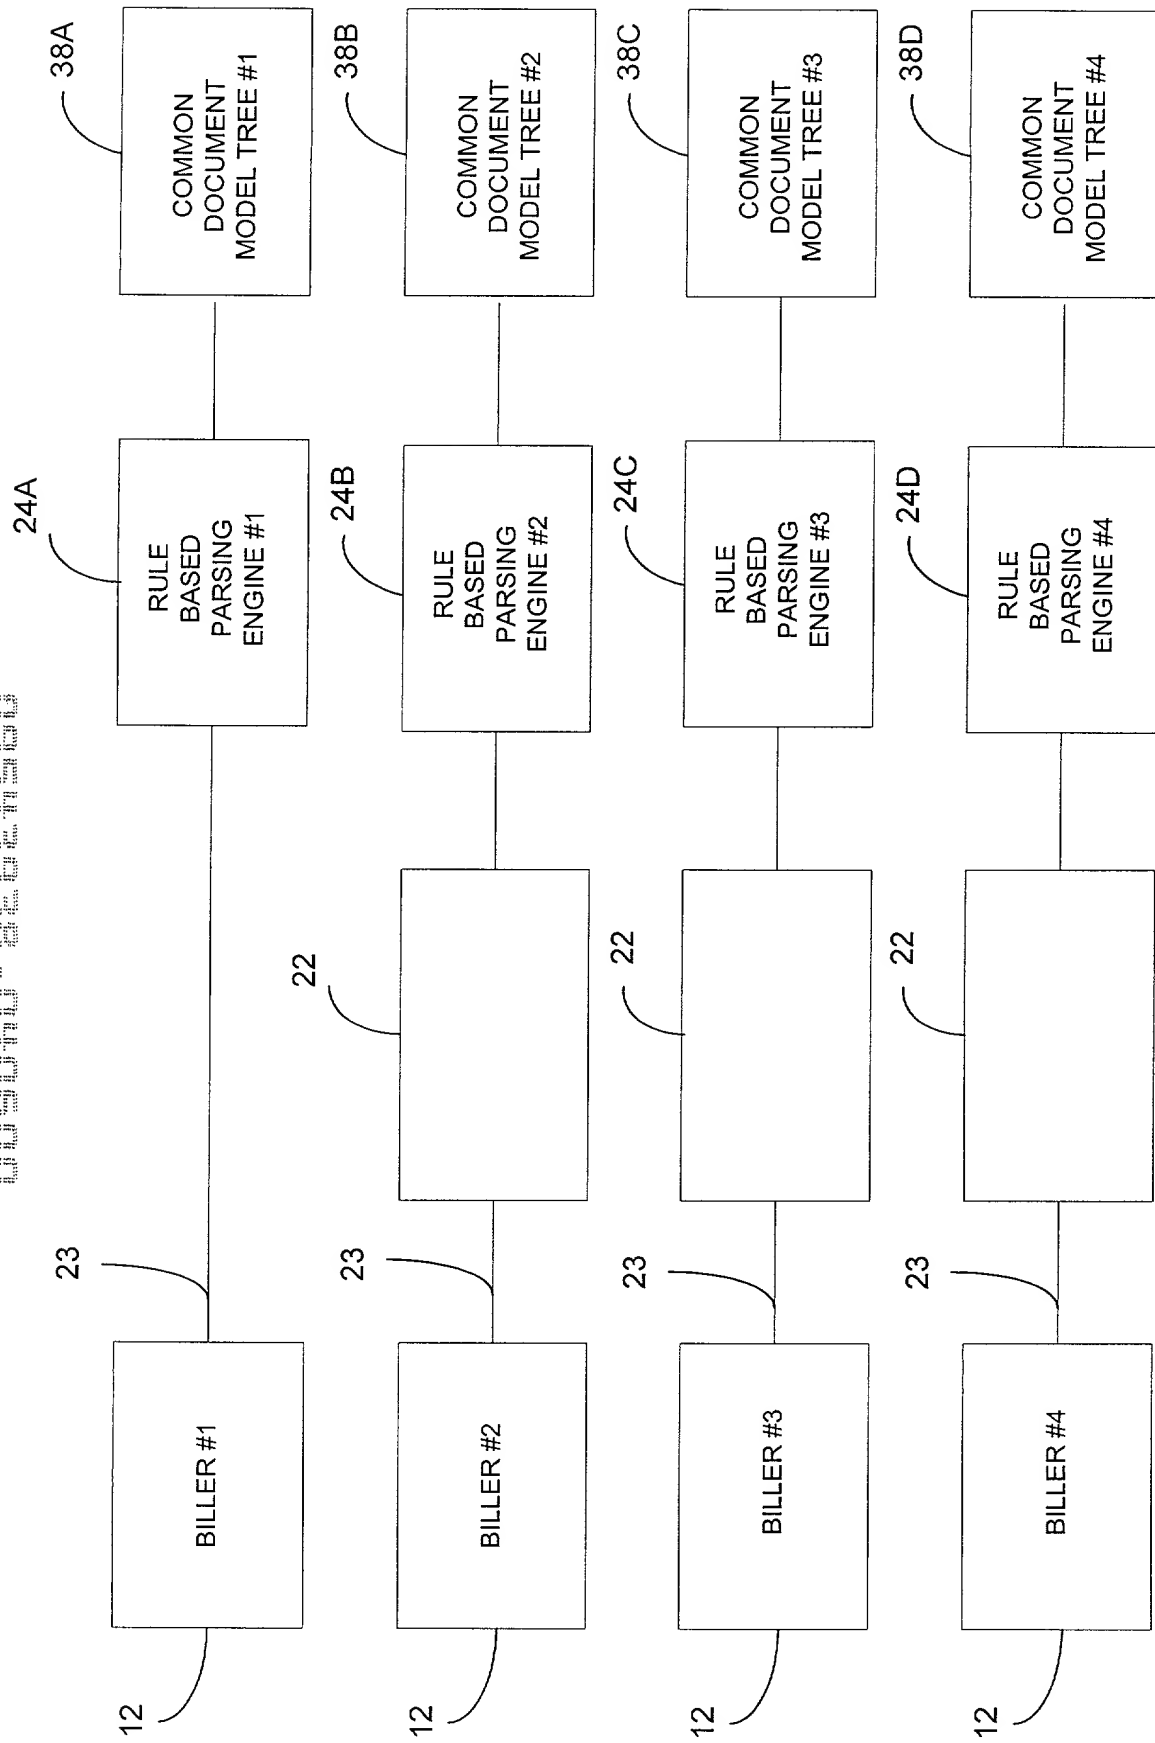 38A
COMMON
DOCUMENT
MODEL TREE #1
24A
RULE
BASED
PARSING
ENGINE #1
23
BILLER #1
12
38B
COMMON
DOCUMENT
MODEL TREE #2
24B
RULE
BASED
PARSING
ENGINE #2
22
23
BILLER #2
12
38C
COMMON
DOCUMENT
MODEL TREE #3
24C
RULE
BASED
PARSING
ENGINE #3
22
23
BILLER #3
12
38D
COMMON
DOCUMENT
MODEL TREE #4
24D
RULE
BASED
PARSING
ENGINE #4
22
23
BILLER #4
12